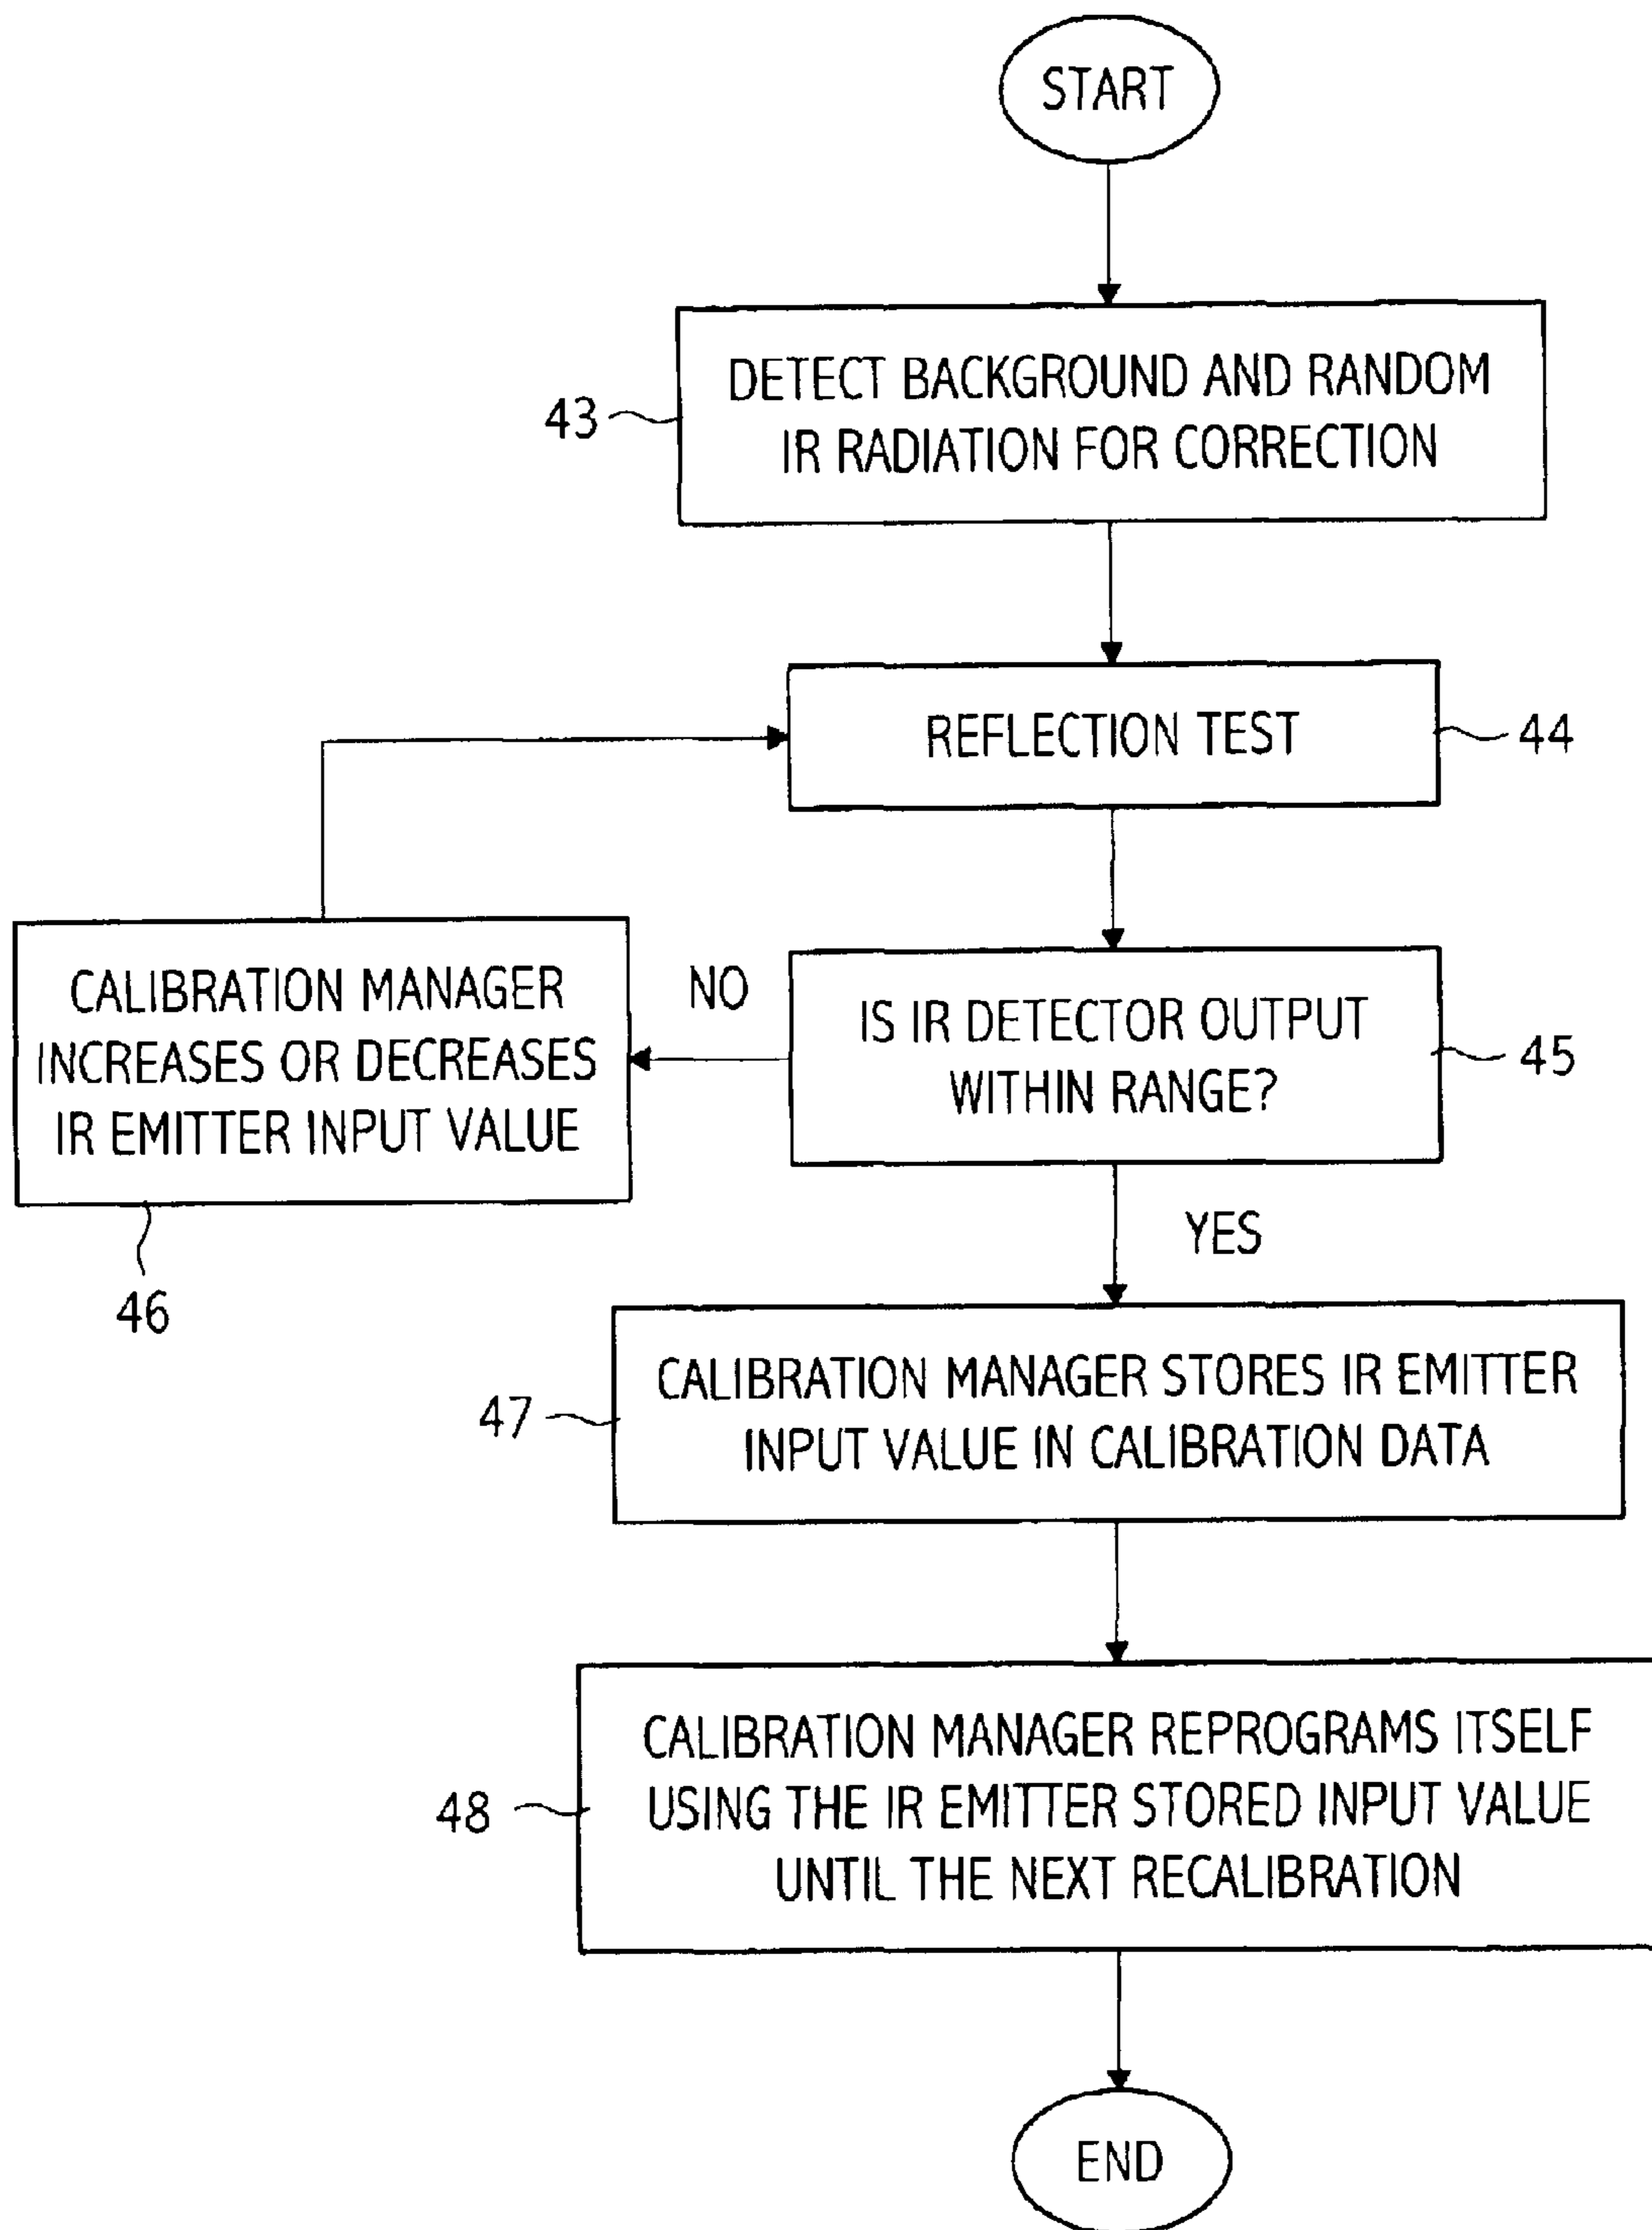 START
DETECT BACKGROUND AND RANDOM
IR RADIATION FOR CORRECTION
43
REFLECTION TEST
44
IS IR DETECTOR OUTPUT
WITHIN RANGE?
45
NO
CALIBRATION MANAGER
INCREASES OR DECREASES
IR EMITTER INPUT VALUE
46
YES
CALIBRATION MANAGER STORES IR EMITTER
INPUT VALUE IN CALIBRATION DATA
47
CALIBRATION MANAGER REPROGRAMS ITSELF
USING THE IR EMITTER STORED INPUT VALUE
UNTIL THE NEXT RECALIBRATION
48
END